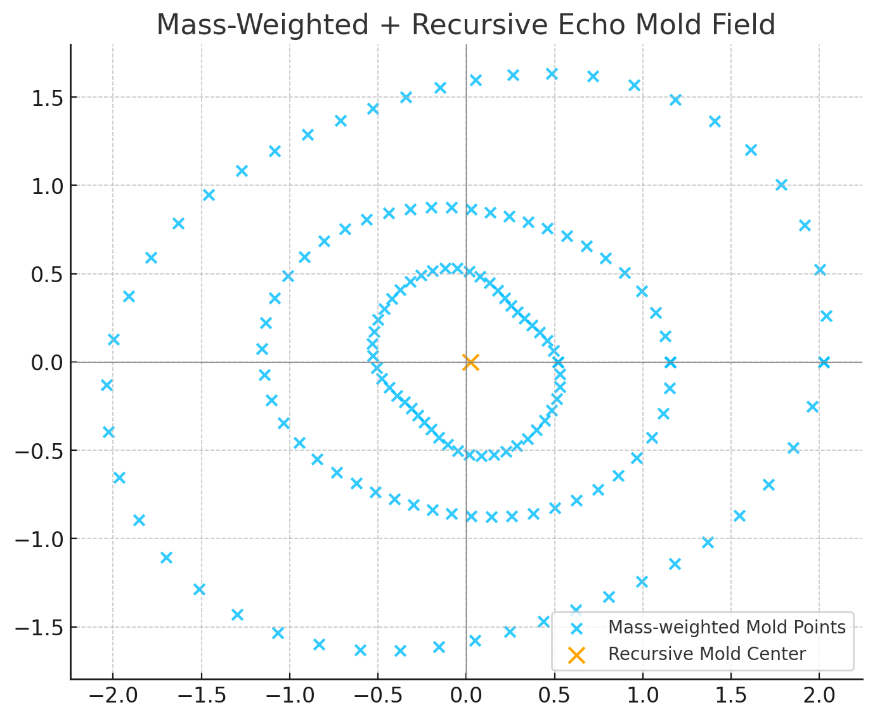 Mass-Weighted + Recursive Echo Mold Field
1.5
1.0
0.5
0.0
−0.5
−1.0
−1.5
Mass-weighted Mold Points
Recursive Mold Center
−2.0 −1.5 −1.0 −0.5 0.0 0.5 1.0 1.5 2.0